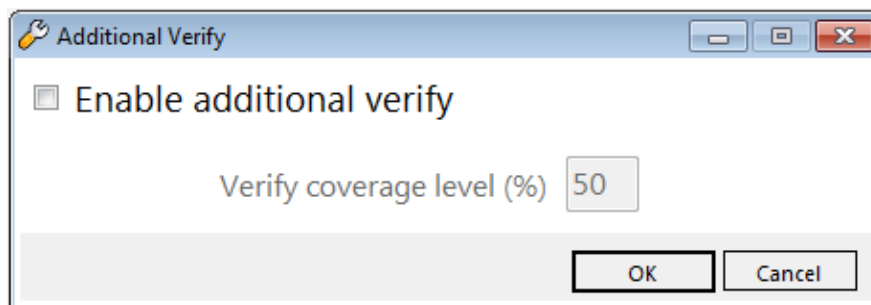 Additional Verify
Enable additional verify
Verify coverage level (%) 50
OK Cancel